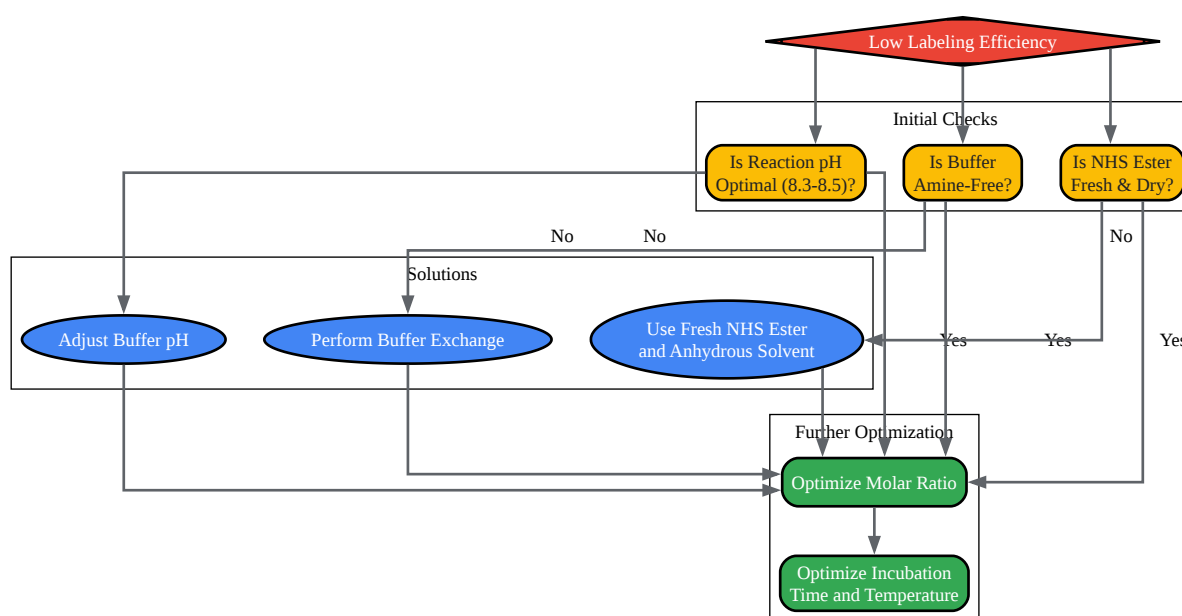 Low Labeling Efficiency
Initial Checks
Is Reaction pH
Optimal (8.3-8.5)?
Is Buffer
Amine-Free?
Is NHS Ester
Fresh & Dry?
No
No
No
Solutions
Adjust Buffer pH
Perform Buffer Exchange
Use Fresh NHS Ester
and Anhydrous Solvent
Yes
Yes
Yes
Further Optimization
Optimize Molar Ratio
Optimize Incubation
Time and Temperature